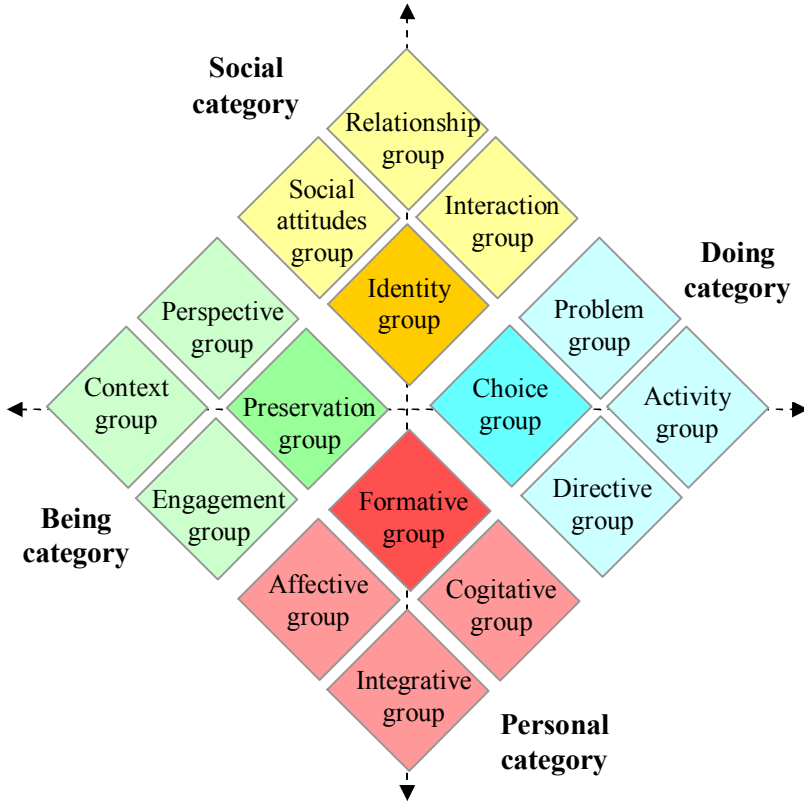 Social
category
Relationship
group
Social
attitudes
group
Interaction
group
Doing
category
Identity
group
Perspective
group
Problem
group
Context
group
Preservation
group
Choice
group
Activity
group
Engagement
group
Formative
group
Directive
group
Being
category
Affective
group
Cogitative
group
Integrative
group
Personal
category